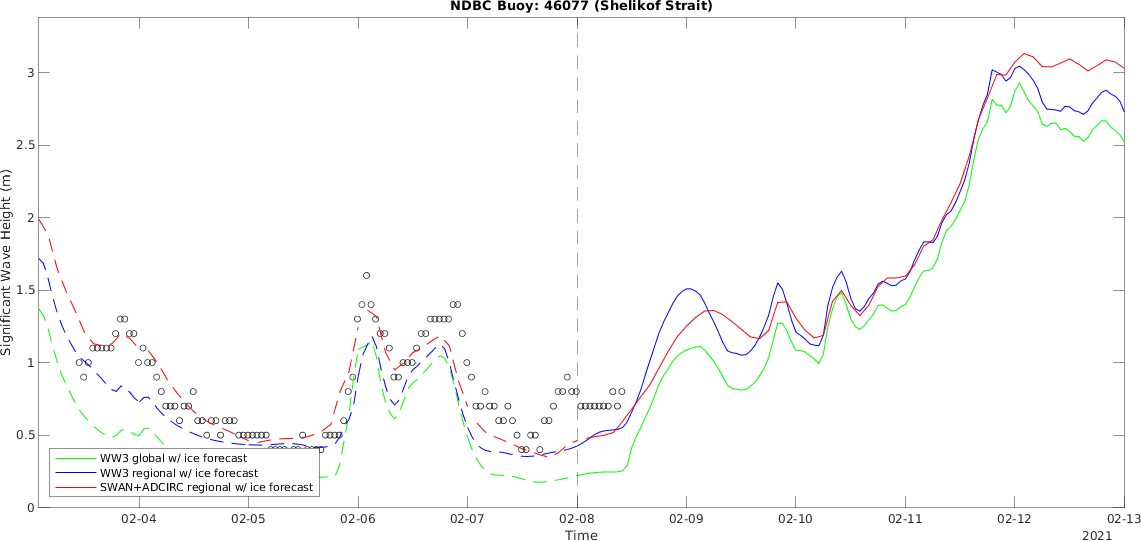 NDBC Buoy: 46077 (Shelikof Strait)
Significant Wave Height (m)
3
2.5
2
1.5
1
0.5
0
WW3 global w/ ice forecast
WW3 regional w/ ice forecast
SWAN+ADCIRC regional w/ ice forecast
02-04 02-05 02-06 02-07 02-08 02-09 02-10 02-11 02-12 02-13
Time
2021